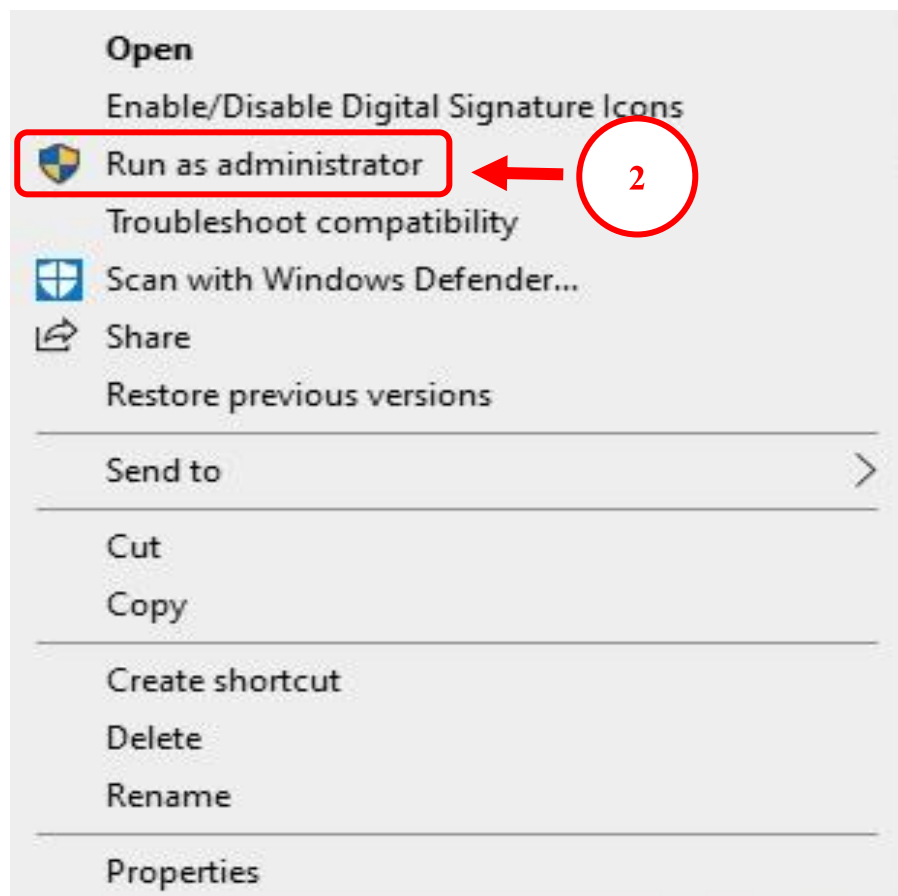 Open
Enable/Disable Digital Signature Icons
Run as administrator
2
Troubleshoot compatibility
Scan with Windows Defender...
Share
Restore previous versions
Send to
Cut
Copy
Create shortcut
Delete
Rename
Properties